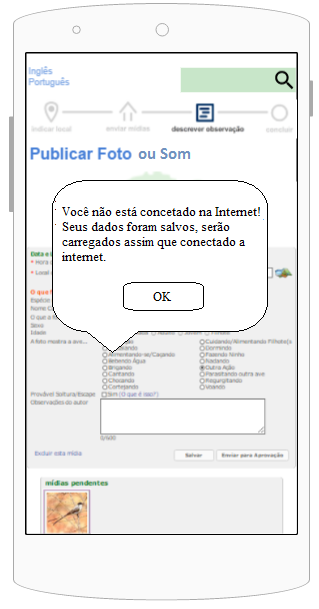 Inglês
Português
indicar local enviar mídias descrever observação concluir
Publicar Foto ou Som
Você não está concetado na Internet!
Seus dados foram salvos, serão
carregados assim que conectado a
internet.
OK
Data e
* Hora
* Local
O que
Espécie
Nome C
O que a
Sexo
Idade
A foto mostra a ave... Cuidando/Alimentando Filhote(s
Dormindo
Alimentando-se/Caçando Fazendo Ninho
Bebendo Água Nadando
Brigando Outra Ação
Cantando Parasitando outra ave
Chocando Regurgitando
Cortejando Voando
Provável Soltura/Escape Sim (O que é isso?)
Observações do autor
0/500
Excluir esta mídia Salvar Enviar para Aprovação
mídias pendentes